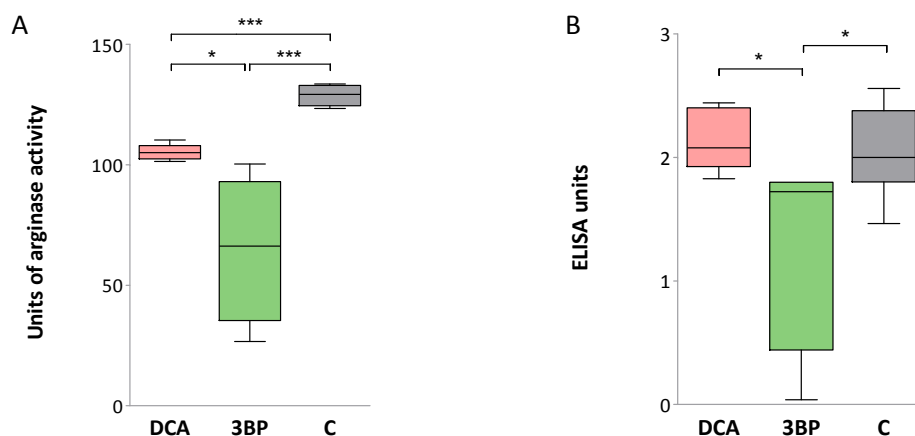 A
***
*
***
150
100
50
0
Units of arginase activity
DCA
3BP
C
B
*
*
3
2
1
0
ELISA units
DCA
3BP
C